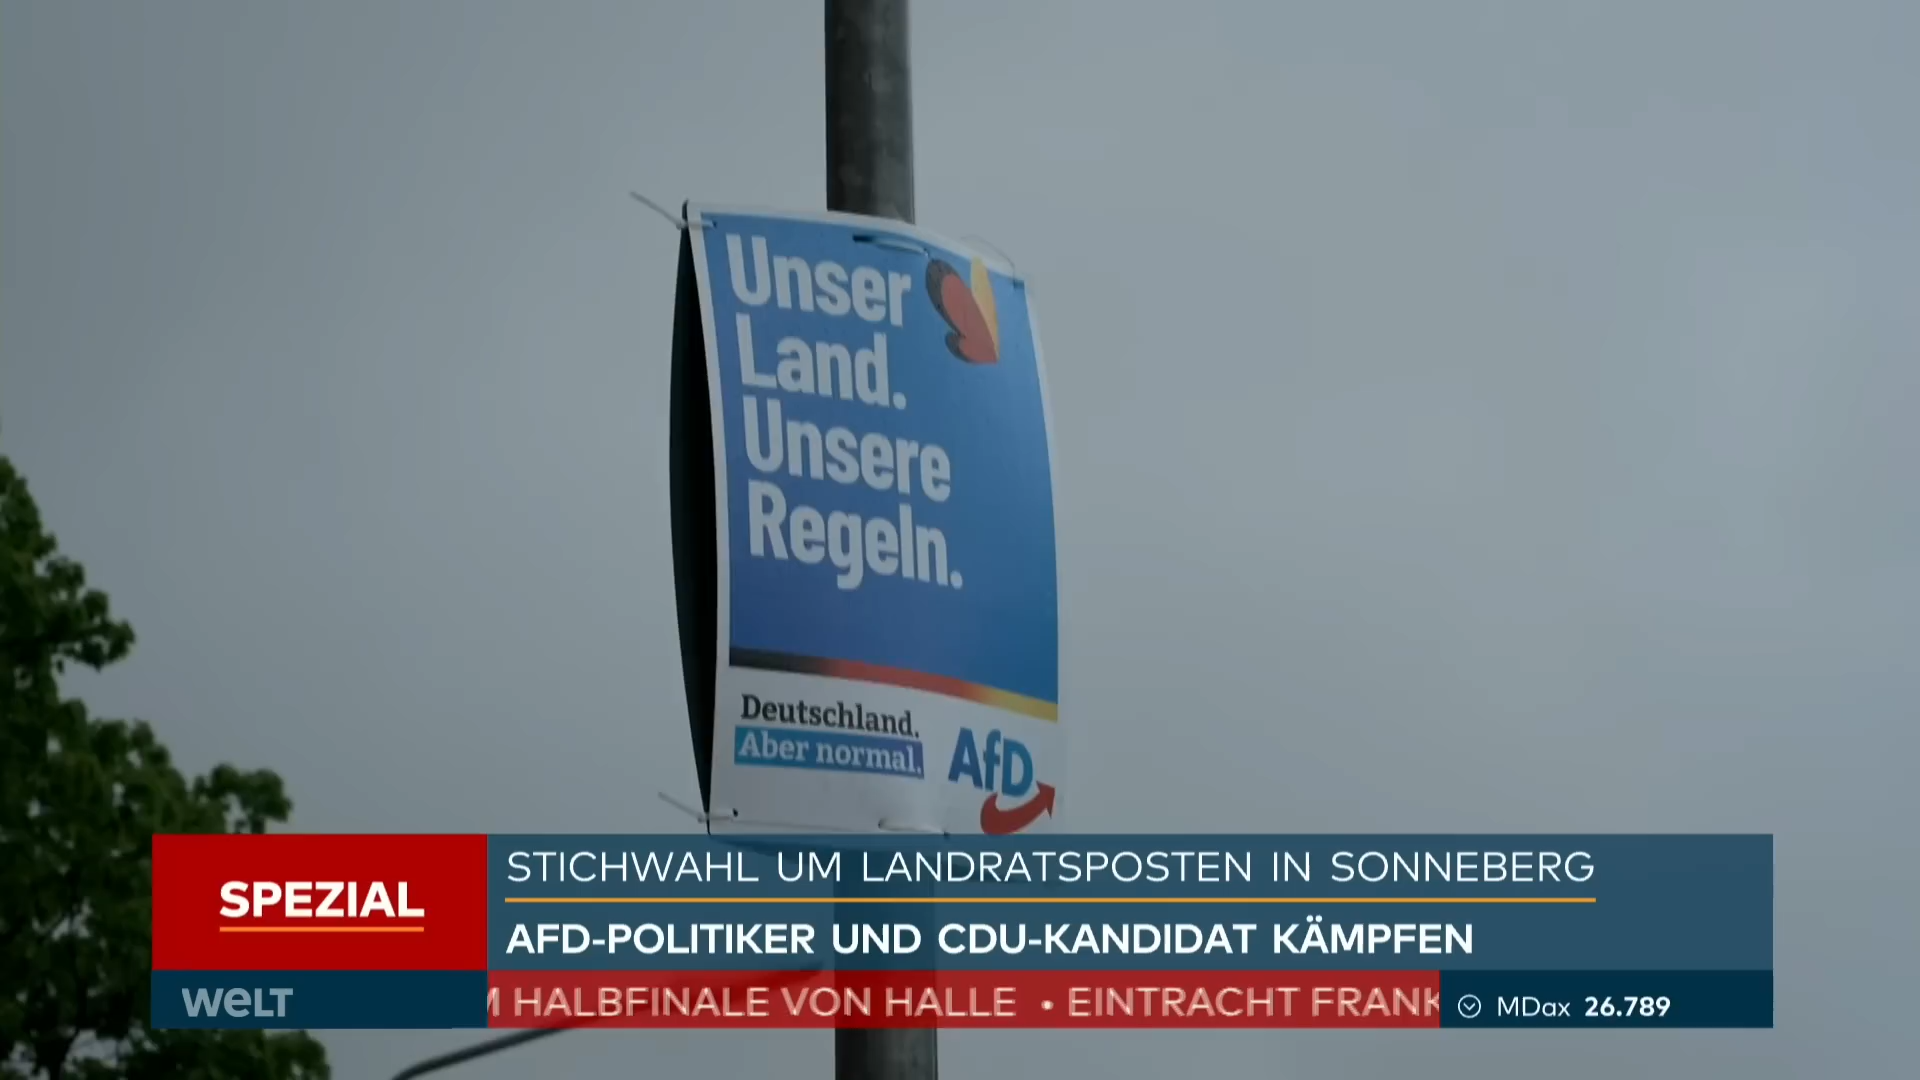 Unser
Land.
Unsere
Regeln.
Deutschland.
Aber normal.
AfD
SPEZIAL
STICHWAHL UM LANDRATSPOSTEN IN SONNEBERG
AFD-POLITIKER UND CDU-KANDIDAT KÄMPFEN
WELT
HALBFINALE VON HALLE • EINTRACHT FRANK
MDax 26.789